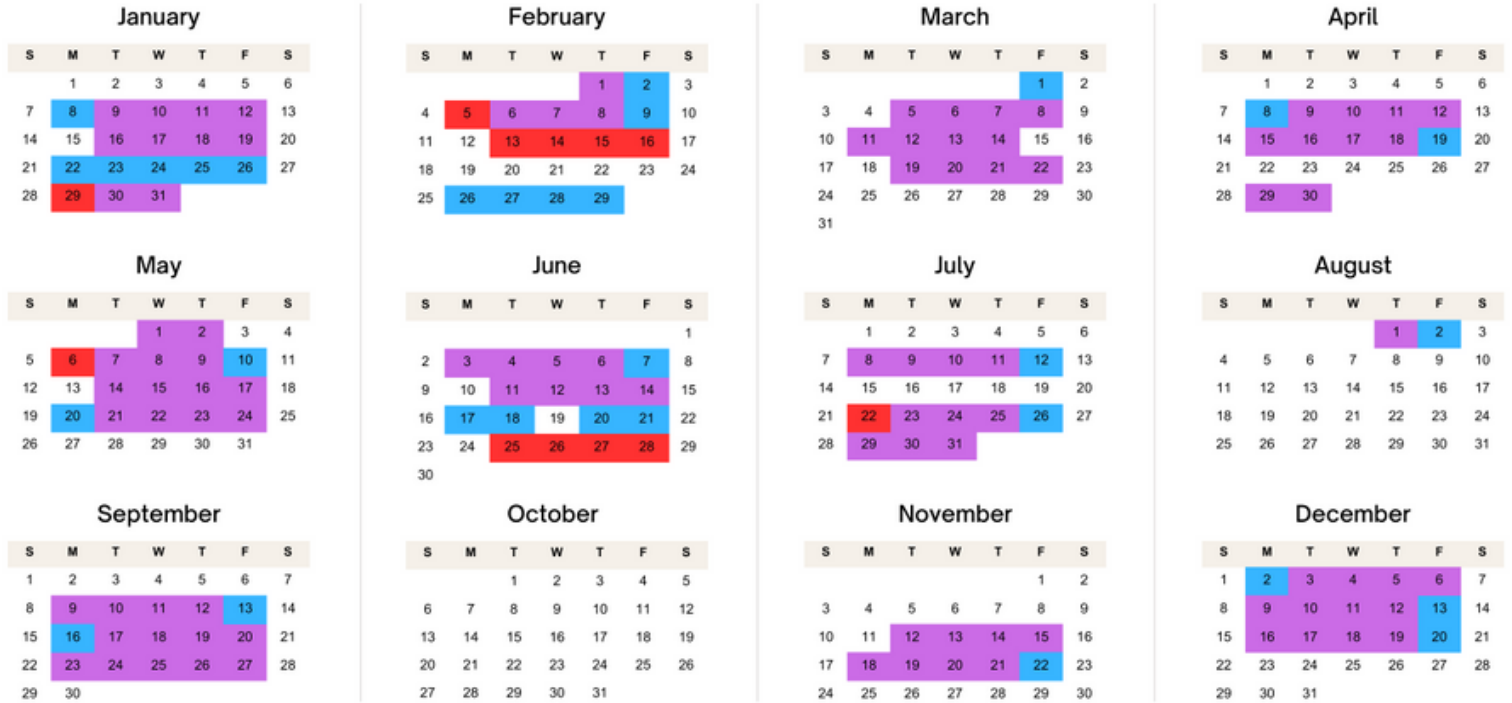 January February March April
S M T W T F S S M T W T F S S M T W T F S S M T W T F S
1 2 3 4 5 6 1 2 3 1 2 1 2 3 4 5 6
7 8 9 10 11 12 13 4 5 6 7 8 9 10 3 4 5 6 7 8 9 7 8 9 10 11 12 13
14 15 16 17 18 19 20 11 12 13 14 15 16 17 10 11 12 13 14 15 16 14 15 16 17 18 19 20
21 22 23 24 25 26 27 18 19 20 21 22 23 24 17 18 19 20 21 22 23 21 22 23 24 25 26 27
28 29 30 31 25 26 27 28 29 24 25 26 27 28 29 30 28 29 30
31
May June July August
S M T W T F S S M T W T F S S M T W T F S S M T W T F S
1 2 3 4 1 1 2 3 4 5 6 1 2 3
5 6 7 8 9 10 11 2 3 4 5 6 7 8 7 8 9 10 11 12 13 4 5 6 7 8 9 10
12 13 14 15 16 17 18 9 10 11 12 13 14 15 14 15 16 17 18 19 20 11 12 13 14 15 16 17
19 20 21 22 23 24 25 16 17 18 19 20 21 22 21 22 23 24 25 26 27 18 19 20 21 22 23 24
26 27 28 29 30 31 23 24 25 26 27 28 29 28 29 30 31 25 26 27 28 29 30 31
30
September October November December
S M T W T F S S M T W T F S S M T W T F S S M T W T F S
1 2 3 4 5 6 7 1 2 3 4 5 1 2 1 2 3 4 5 6 7
8 9 10 11 12 13 14 6 7 8 9 10 11 12 3 4 5 6 7 8 9 8 9 10 11 12 13 14
15 16 17 18 19 20 21 13 14 15 16 17 18 19 10 11 12 13 14 15 16 15 16 17 18 19 20 21
22 23 24 25 26 27 28 20 21 22 23 24 25 26 17 18 19 20 21 22 23 22 23 24 25 26 27 28
29 30 27 28 29 30 31 24 25 26 27 28 29 30 29 30 31